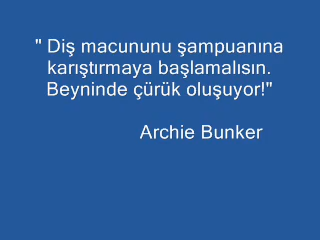 " Diş macununu şampuanına
karıştırmaya başlamalısın.
Beyninde çürük oluşuyor!"
Archie Bunker